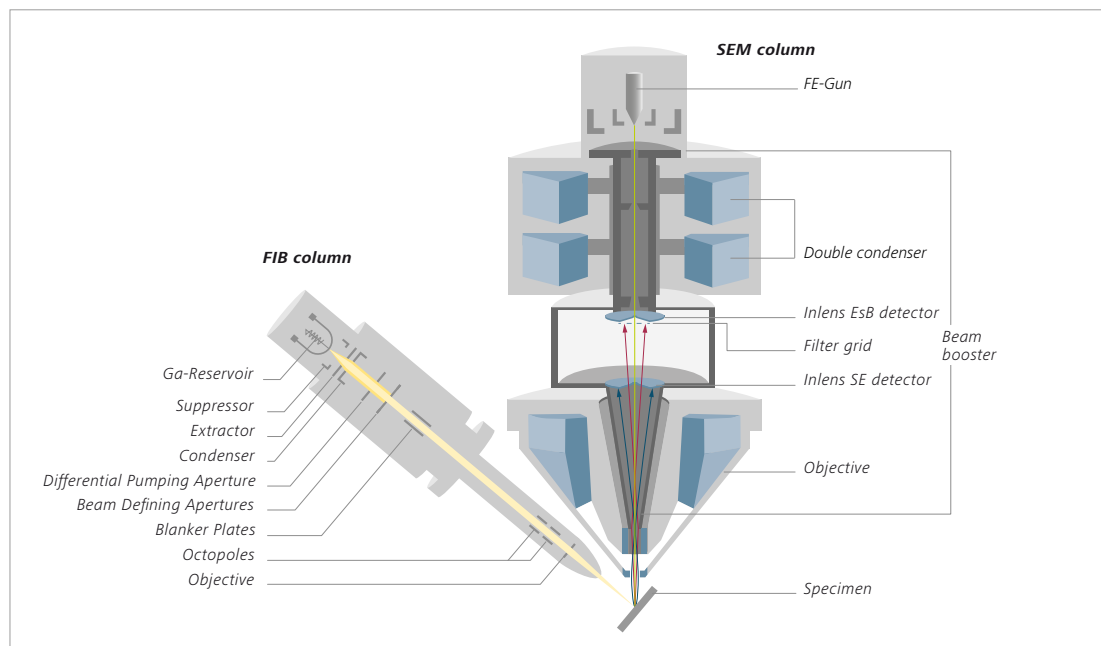 SEM column
FE-Gun
Double condenser
Inlens EsB detector
Beam
booster
Filter grid
Inlens SE detector
Objective
Specimen
FIB column
Ga-Reservoir
Suppressor
Extractor
Condenser
Differential Pumping Aperture
Beam Defining Apertures
Blanker Plates
Octopoles
Objective